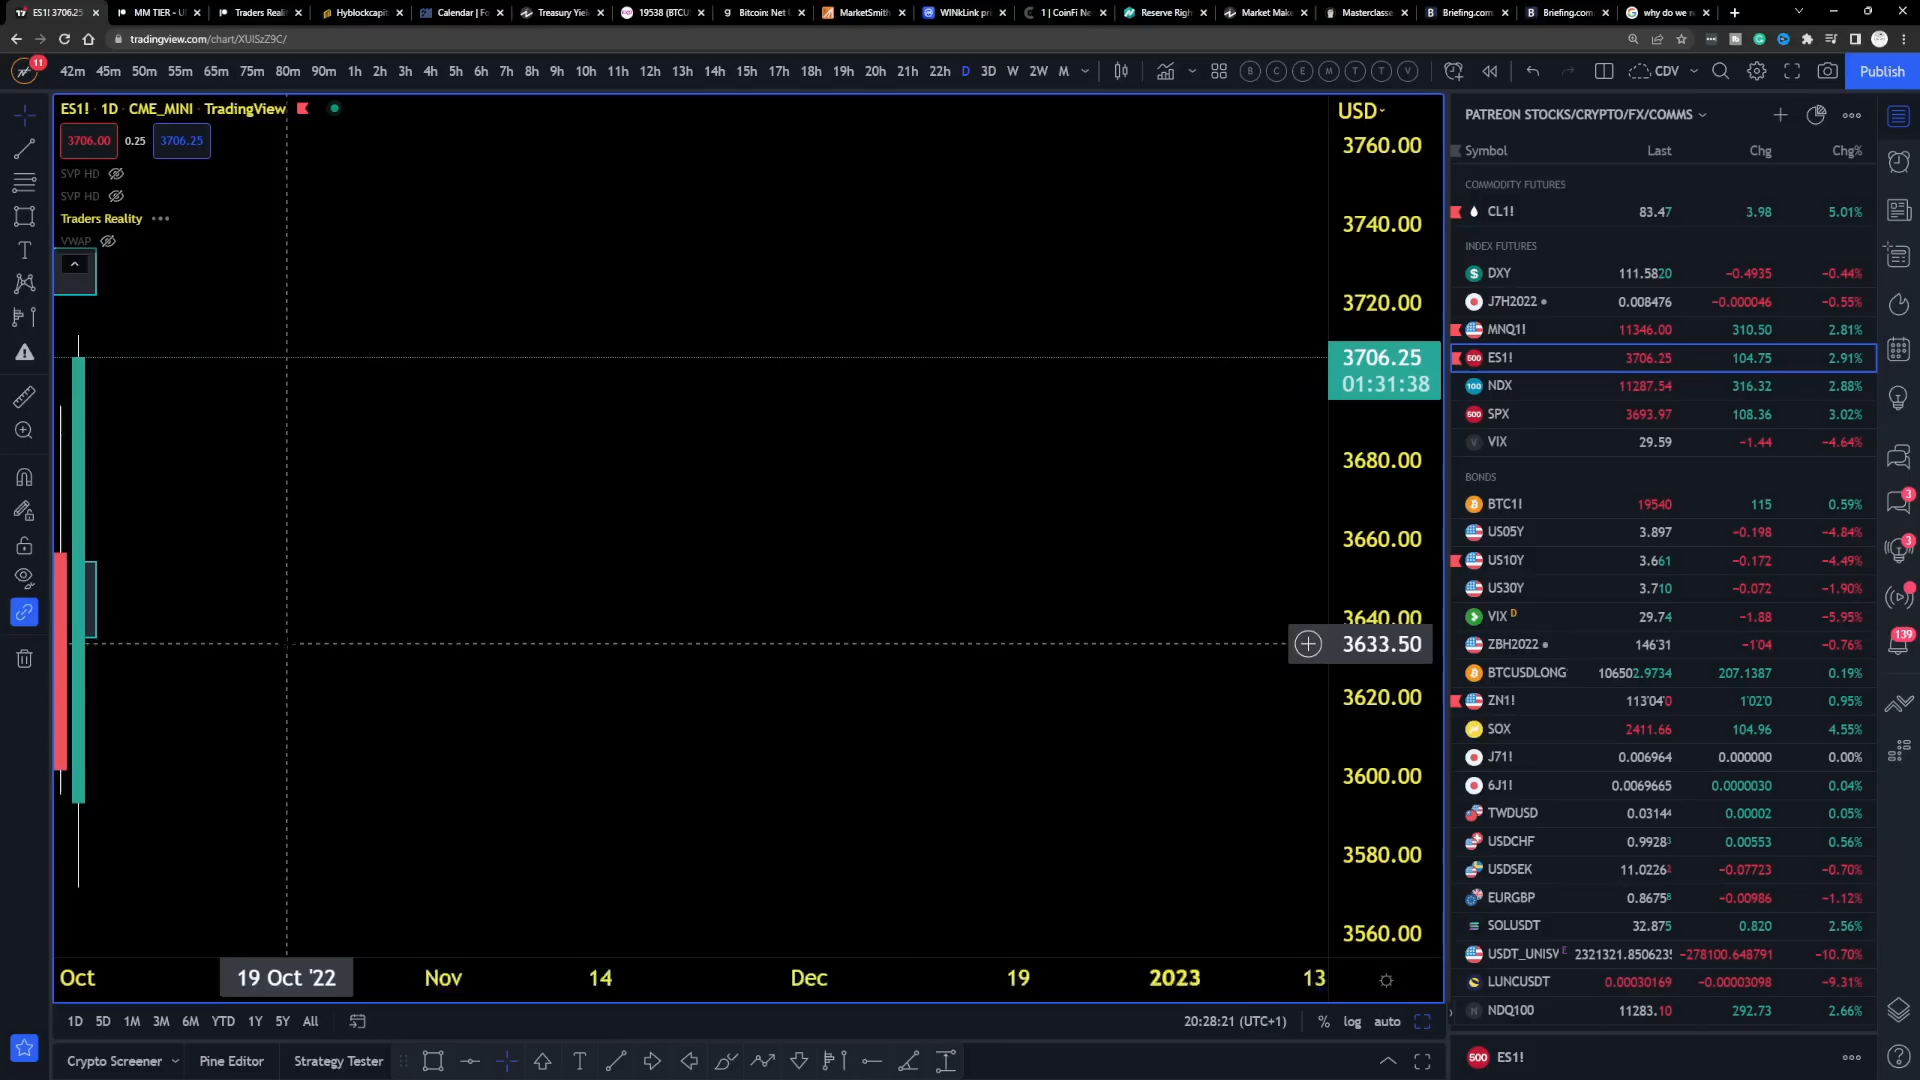 ES1! 3706.25
MM TIER - U
Traders Reali
Hyblockcapit
Calendar | Fo
Treasury Yiel
19538 (BTCU
Bitcoin: Net U
MarketSmith
WINkLink pri
1 | CoinFi Ne
Reserve Righ
Market Make
Masterclasse
Briefing.com
Briefing.com
why do we n
tradingview.com/chart/XUISzZ9C/
11
42m 45m 50m 55m 65m 75m 80m 90m 1h 2h 3h 4h 5h 6h 7h 8h 9h 10h 11h 12h 13h 14h 15h 17h 18h 19h 20h 21h 22h D 3D W 2W M
B C E M T T V
CDV
Publish
ES1! · 1D · CME_MINI · TradingView
3706.00 0.25 3706.25
SVP HD
SVP HD
Traders Reality
VWAP
USD
3760.00
3740.00
3720.00
3706.25
01:31:38
3680.00
3660.00
3640.00
3633.50
3620.00
3600.00
3580.00
3560.00
Oct 19 Oct '22 Nov 14 Dec 19 2023 13
1D 5D 1M 3M 6M YTD 1Y 5Y All
20:28:21 (UTC+1) % log auto
Crypto Screener Pine Editor Strategy Tester
PATREON STOCKS/CRYPTO/FX/COMMS
Symbol Last Chg Chg%
COMMODITY FUTURES
CL1! 83.47 3.98 5.01%
INDEX FUTURES
DXY 111.5820 −0.4935 −0.44%
J7H2022 0.008476 −0.000046 −0.55%
MNQ1! 11346.00 310.50 2.81%
ES1! 3706.25 104.75 2.91%
NDX 11287.54 316.32 2.88%
SPX 3693.97 108.36 3.02%
VIX 29.59 −1.44 −4.64%
BONDS
BTC1! 19540 115 0.59%
US05Y 3.897 −0.198 −4.84%
US10Y 3.661 −0.172 −4.49%
US30Y 3.710 −0.072 −1.90%
VIX D 29.74 −1.88 −5.95%
ZBH2022 146'31 −1'04 −0.76%
BTCUSDLONG 106502.9734 207.1387 0.19%
ZN1! 113'04'0 1'02'0 0.95%
SOX 2411.66 104.96 4.55%
J71! 0.006964 0.000000 0.00%
6J1! 0.0069665 0.0000030 0.04%
TWDUSD 0.03144 0.00002 0.05%
USDCHF 0.99283 0.00553 0.56%
USDSEK 11.02262 −0.07723 −0.70%
EURGBP 0.86758 −0.00986 −1.12%
SOLUSDT 32.875 0.820 2.56%
USDT_UNISV E 2321321.850623 −278100.648791 −10.70%
LUNCUSDT 0.00030169 −0.00003098 −9.31%
NDQ100 11283.10 292.73 2.66%
500 ES1!
3
3
139